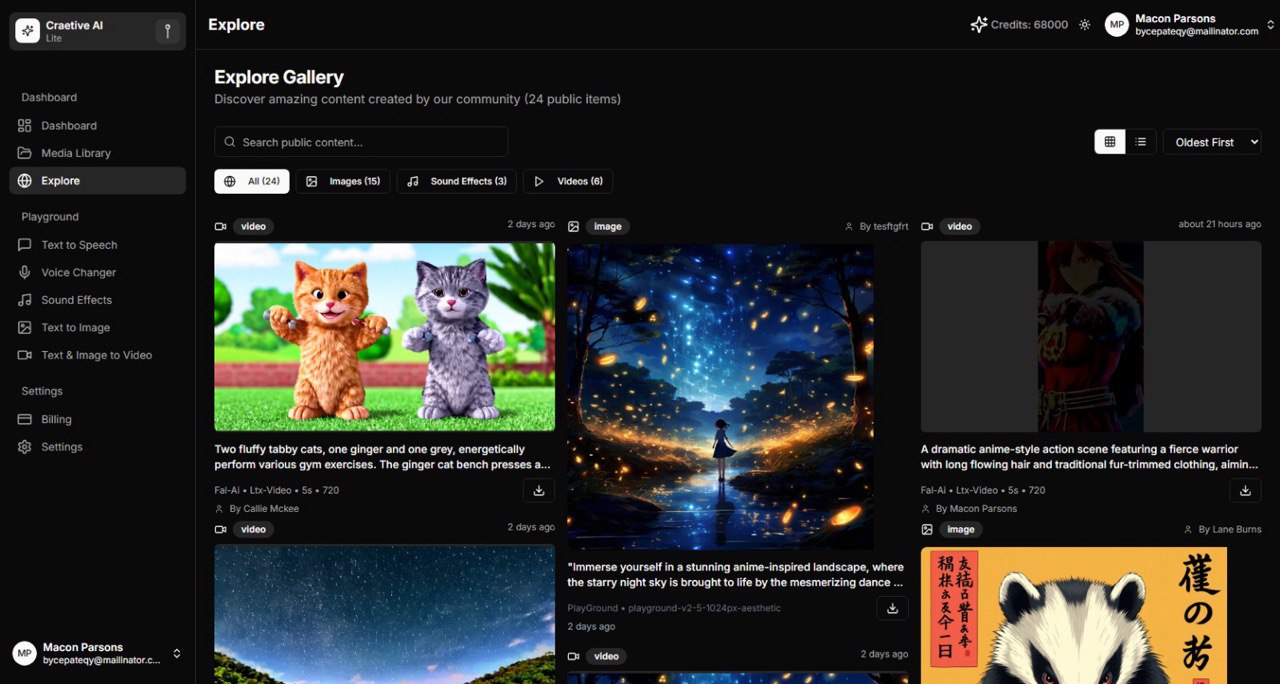 Craetive AI
Lite
Explore
Credits: 68000
MP
Macon Parsons
bycepateqy@mailinator.com
Dashboard
Dashboard
Media Library
Explore
Playground
Text to Speech
Voice Changer
Sound Effects
Text to Image
Text & Image to Video
Settings
Billing
Settings
MP
Macon Parsons
bycepateqy@mailinator.c...
Explore Gallery
Discover amazing content created by our community (24 public items)
Search public content...
Oldest First
All (24)
Images (15)
Sound Effects (3)
Videos (6)
video
2 days ago
Two fluffy tabby cats, one ginger and one grey, energetically
perform various gym exercises. The ginger cat bench presses a...
Fal-Ai • Ltx-Video • 5s • 720
By Callie Mckee
video
2 days ago
image
By tesftgfrt
"Immerse yourself in a stunning anime-inspired landscape, where
the starry night sky is brought to life by the mesmerizing dance ...
PlayGround • playground-v2-5-1024px-aesthetic
2 days ago
video
2 days ago
video
about 21 hours ago
A dramatic anime-style action scene featuring a fierce warrior
with long flowing hair and traditional fur-trimmed clothing, aimin...
Fal-Ai • Ltx-Video • 5s • 720
By Macon Parsons
image
By Lane Burns